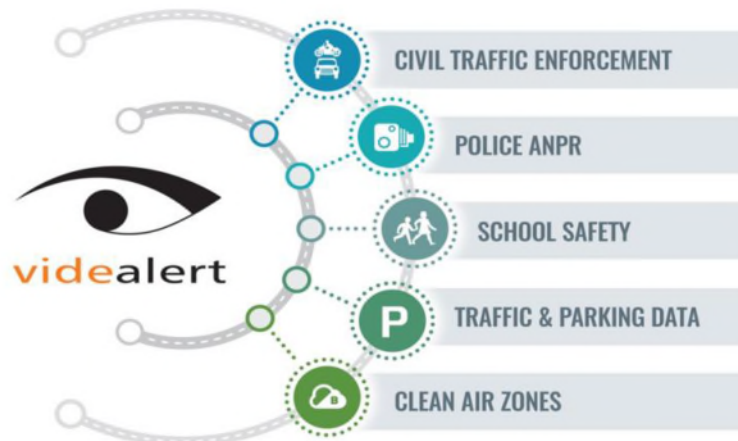 CIVIL TRAFFIC ENFORCEMENT
POLICE ANPR
videalert
SCHOOL SAFETY
P
TRAFFIC & PARKING DATA
CLEAN AIR ZONES